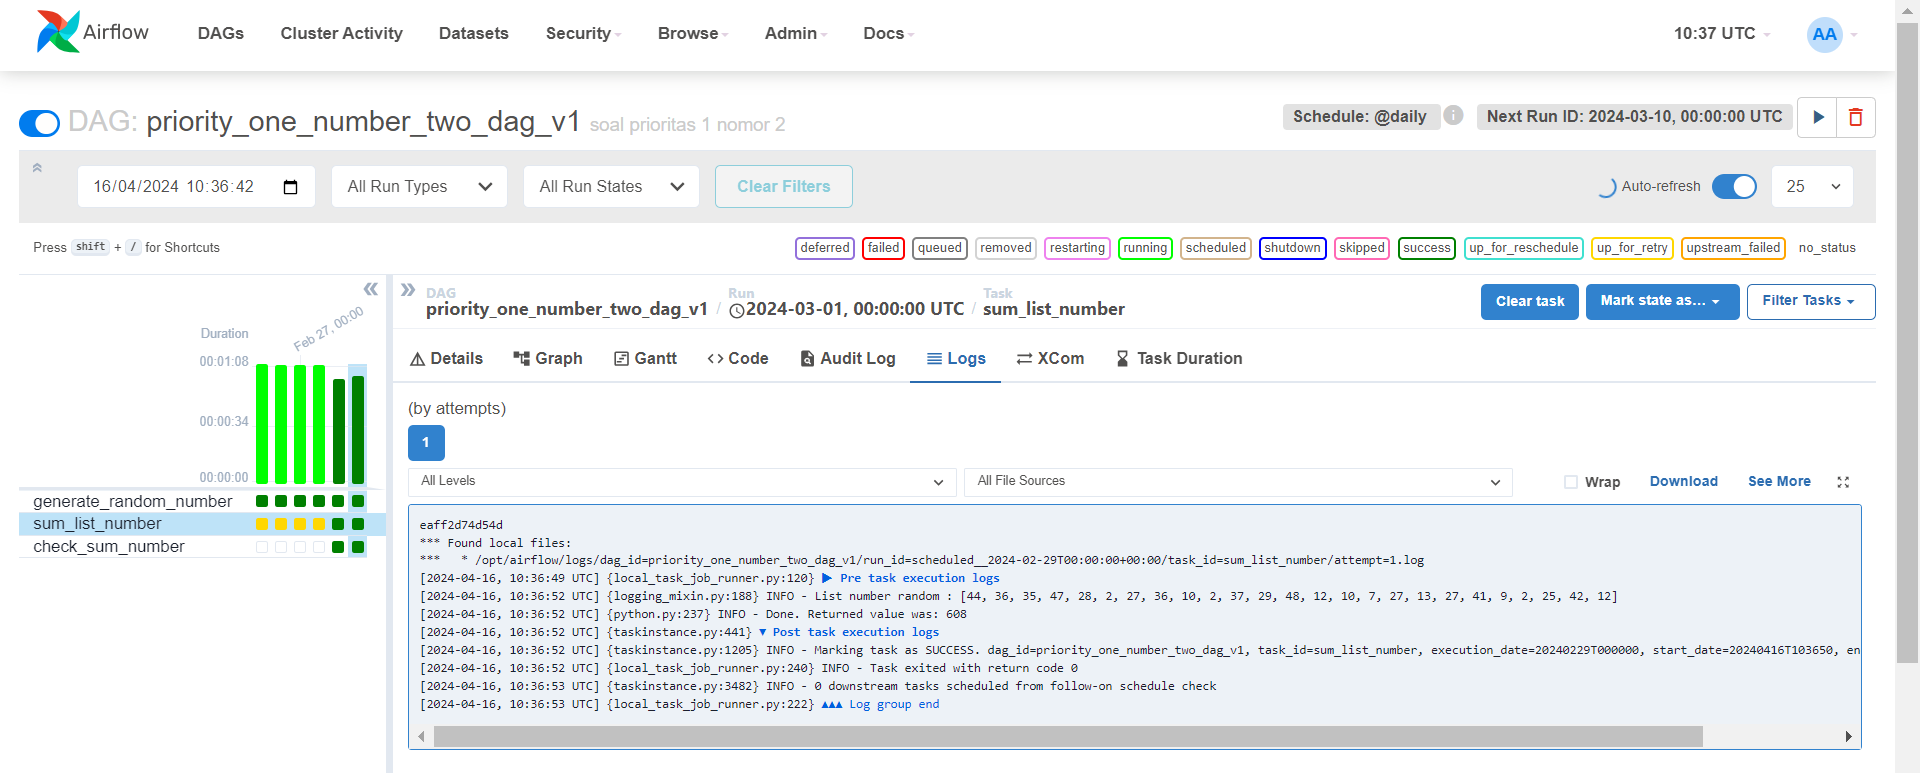 Airflow
DAGs
Cluster Activity
Datasets
Security
Browse
Admin
Docs
10:37 UTC
AA
DAG: priority_one_number_two_dag_v1 soal prioritas 1 nomor 2
Schedule: @daily
i
Next Run ID: 2024-03-10, 00:00:00 UTC
16/04/2024 10:36:42
All Run Types
All Run States
Clear Filters
Auto-refresh
25
Press shift + / for Shortcuts
deferred
failed
queued
removed
restarting
running
scheduled
shutdown
skipped
success
up_for_reschedule
up_for_retry
upstream_failed
no_status
Duration
Feb 27, 00:00
00:01:08
00:00:34
00:00:00
generate_random_number
sum_list_number
check_sum_number
DAG
priority_one_number_two_dag_v1
/
Run
2024-03-01, 00:00:00 UTC
/
Task
sum_list_number
Clear task
Mark state as...
Filter Tasks
Details
Graph
Gantt
Code
Audit Log
Logs
XCom
Task Duration
(by attempts)
1
All Levels
All File Sources
Wrap
Download
See More
eaff2d74d54d
*** Found local files:
***   * /opt/airflow/logs/dag_id=priority_one_number_two_dag_v1/run_id=scheduled__2024-02-29T00:00:00+00:00/task_id=sum_list_number/attempt=1.log
[2024-04-16, 10:36:49 UTC] {local_task_job_runner.py:120} ▶ Pre task execution logs
[2024-04-16, 10:36:52 UTC] {logging_mixin.py:188} INFO - List number random : [44, 36, 35, 47, 28, 2, 27, 36, 10, 2, 37, 29, 48, 12, 10, 7, 27, 13, 27, 41, 9, 2, 25, 42, 12]
[2024-04-16, 10:36:52 UTC] {python.py:237} INFO - Done. Returned value was: 608
[2024-04-16, 10:36:52 UTC] {taskinstance.py:441} ▼ Post task execution logs
[2024-04-16, 10:36:52 UTC] {taskinstance.py:1205} INFO - Marking task as SUCCESS. dag_id=priority_one_number_two_dag_v1, task_id=sum_list_number, execution_date=20240229T000000, start_date=20240416T103650, en
[2024-04-16, 10:36:52 UTC] {local_task_job_runner.py:240} INFO - Task exited with return code 0
[2024-04-16, 10:36:53 UTC] {taskinstance.py:3482} INFO - 0 downstream tasks scheduled from follow-on schedule check
[2024-04-16, 10:36:53 UTC] {local_task_job_runner.py:222} ▲▲▲ Log group end